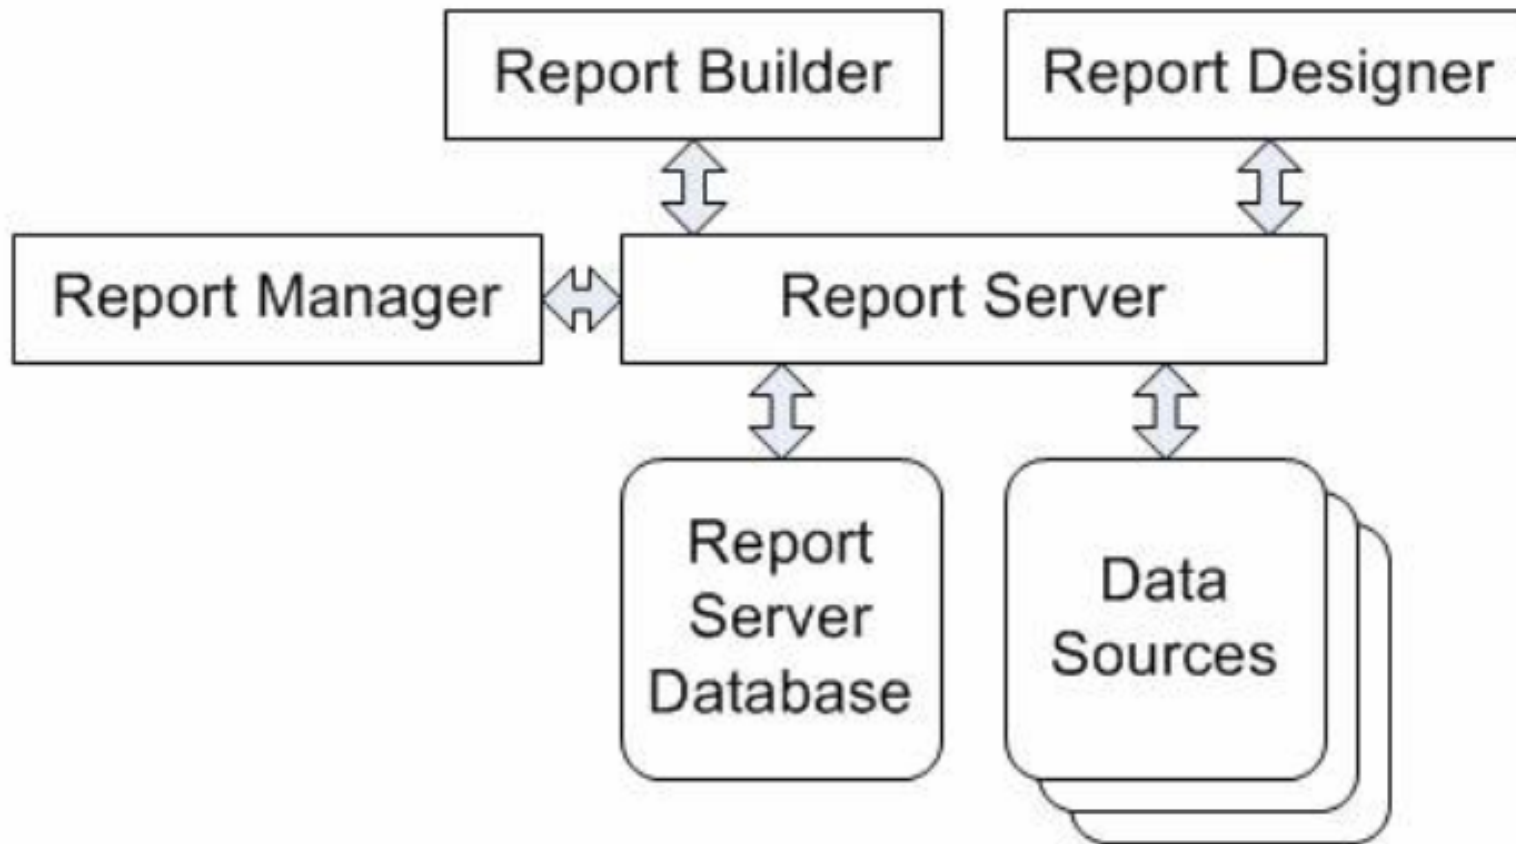 Report Builder
Report Designer
Report Manager
Report Server
Report
Server
Database
Data
Sources